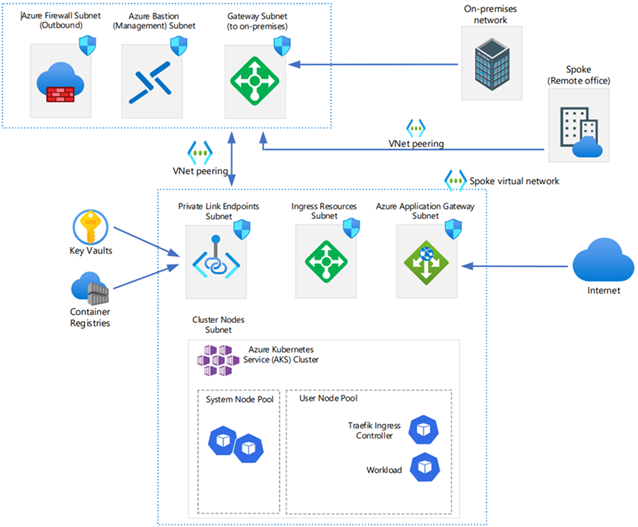 Azure Firewall Subnet
(Outbound)
Azure Bastion
(Management) Subnet
Gateway Subnet
(to on-premises)
On-premises
network
Spoke
(Remote office)
VNet peering
VNet peering
Spoke virtual network
Private Link Endpoints
Subnet
Ingress Resources
Subnet
Azure Application Gateway
Subnet
Key Vaults
Container
Registries
Internet
Cluster Nodes
Subnet
Azure Kubernetes
Service (AKS) Cluster
System Node Pool
User Node Pool
Traefik Ingress
Controller
Workload